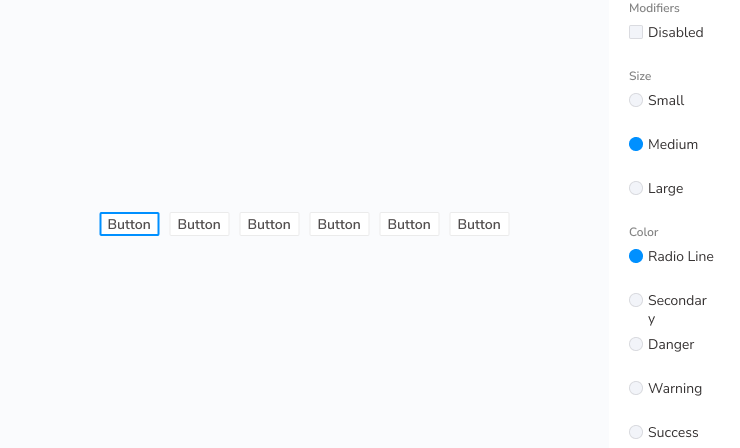 Modifiers
Disabled
Size
Small
Medium
Large
Button Button Button Button Button Button
Color
Radio Line
Secondar
y
Danger
Warning
Success